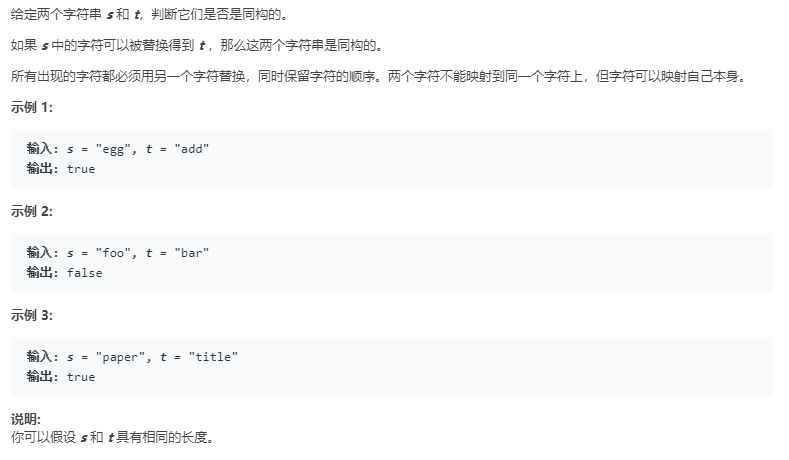 给定两个字符串 s 和 t，判断它们是否是同构的。
如果 s 中的字符可以被替换得到 t ，那么这两个字符串是同构的。
所有出现的字符都必须用另一个字符替换，同时保留字符的顺序。两个字符不能映射到同一个字符上，但字符可以映射自己本身。
示例 1:
输入: s = "egg", t = "add"
输出: true
示例 2:
输入: s = "foo", t = "bar"
输出: false
示例 3:
输入: s = "paper", t = "title"
输出: true
说明:
你可以假设 s 和 t 具有相同的长度。